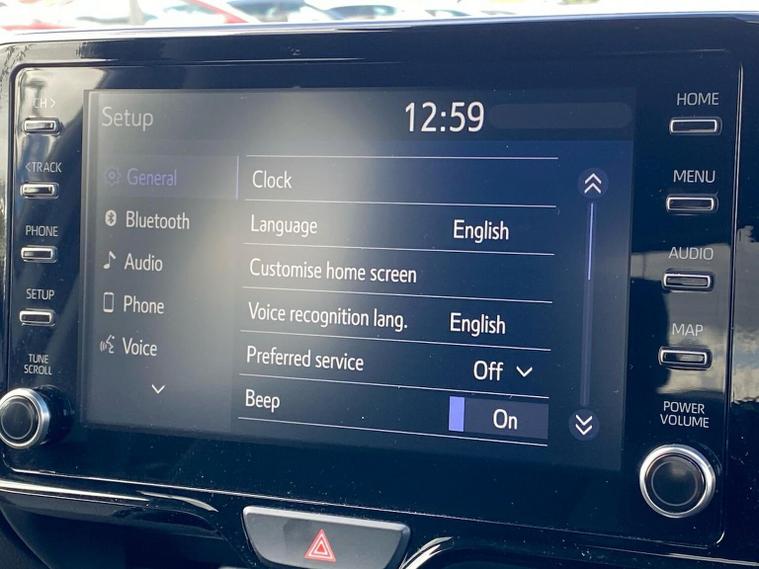 CH >
< TRACK
PHONE
SETUP
TUNE
SCROLL
Setup
12:59
General
Bluetooth
Audio
Phone
Voice
Clock
Language English
Customise home screen
Voice recognition lang. English
Preferred service Off
Beep On
HOME
MENU
AUDIO
MAP
POWER
VOLUME